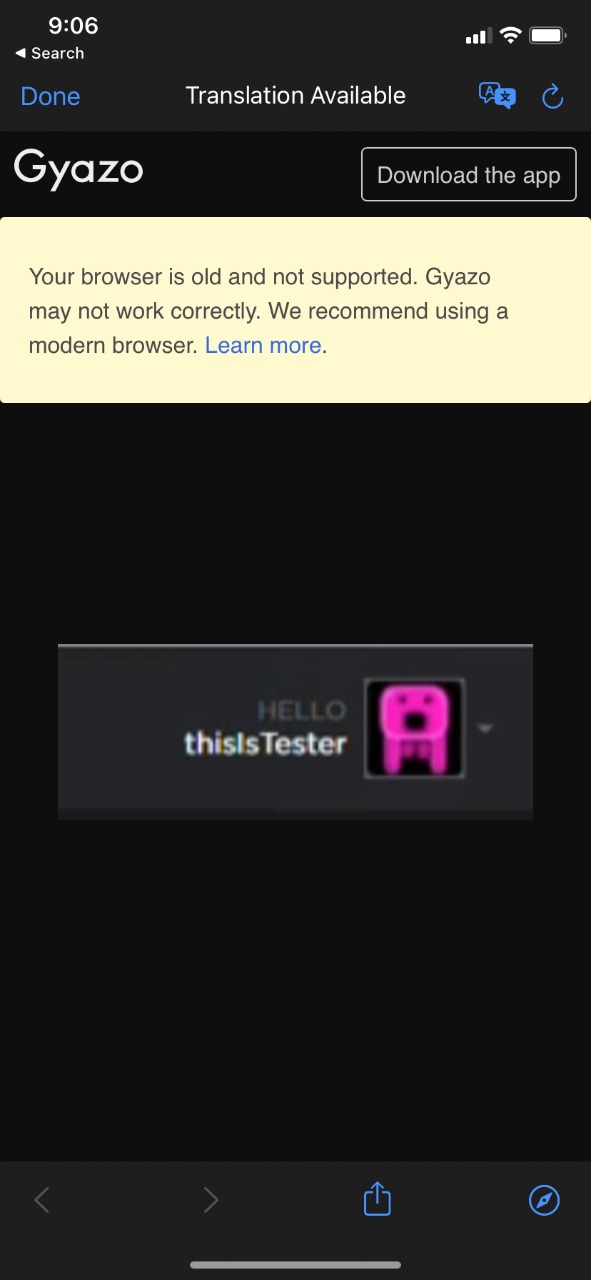 9:06
◀ Search
Done
Translation Available
Gyazo
Download the app
Your browser is old and not supported. Gyazo
may not work correctly. We recommend using a
modern browser. Learn more.
HELLO
thisIsTester